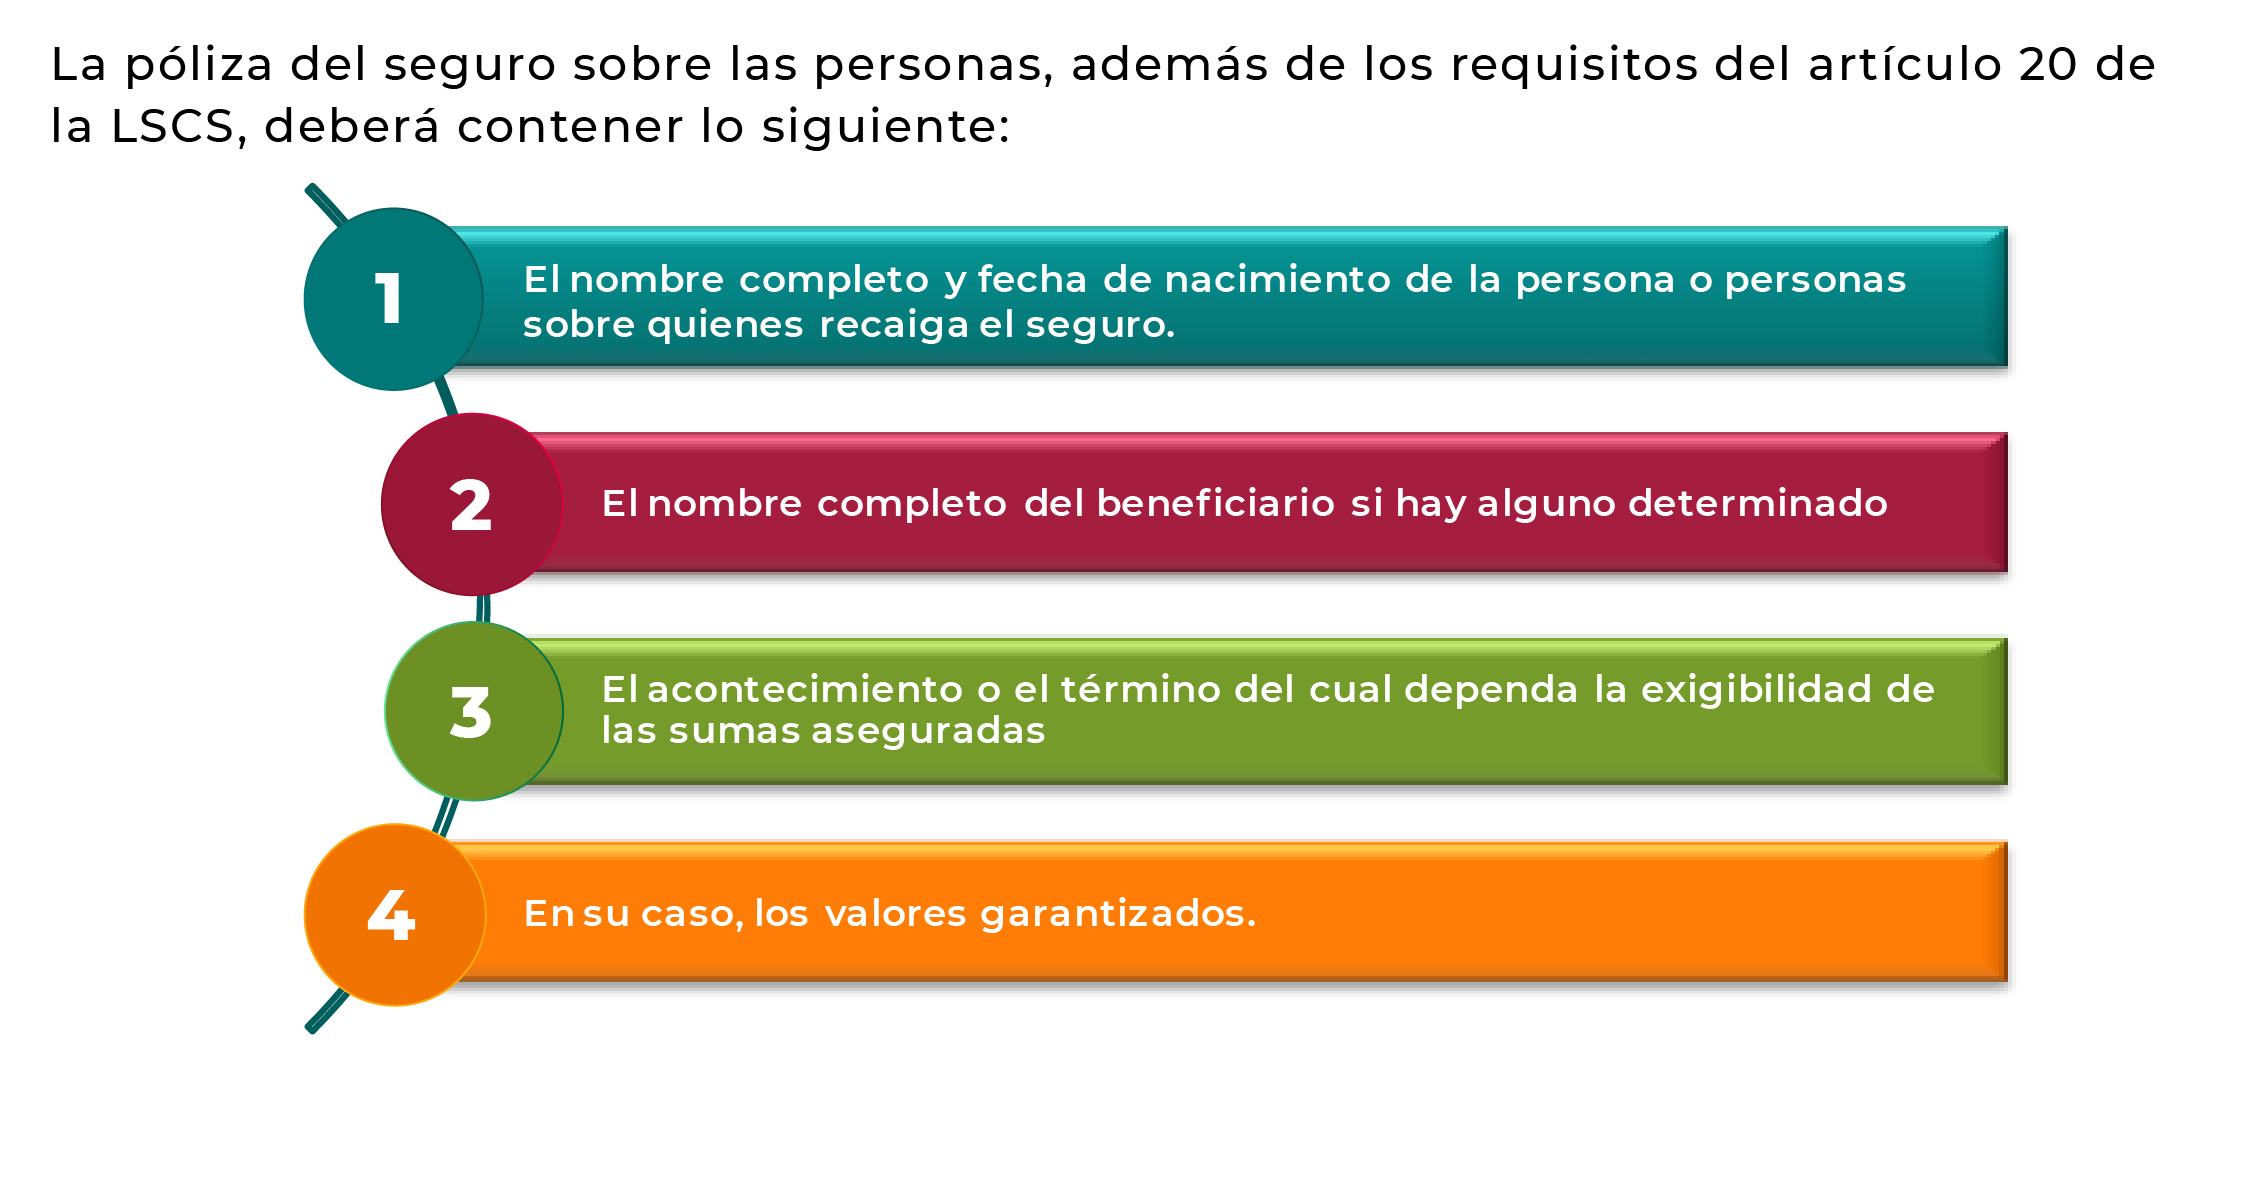 La póliza del seguro sobre las personas, además de los requisitos del artículo 20 de
la LSCS, deberá contener lo siguiente:
1
El nombre completo y fecha de nacimiento de la persona o personas
sobre quienes recaiga el seguro.
2
El nombre completo del beneficiario si hay alguno determinado
3
El acontecimiento o el término del cual dependa la exigibilidad de
las sumas aseguradas
4
En su caso, los valores garantizados.